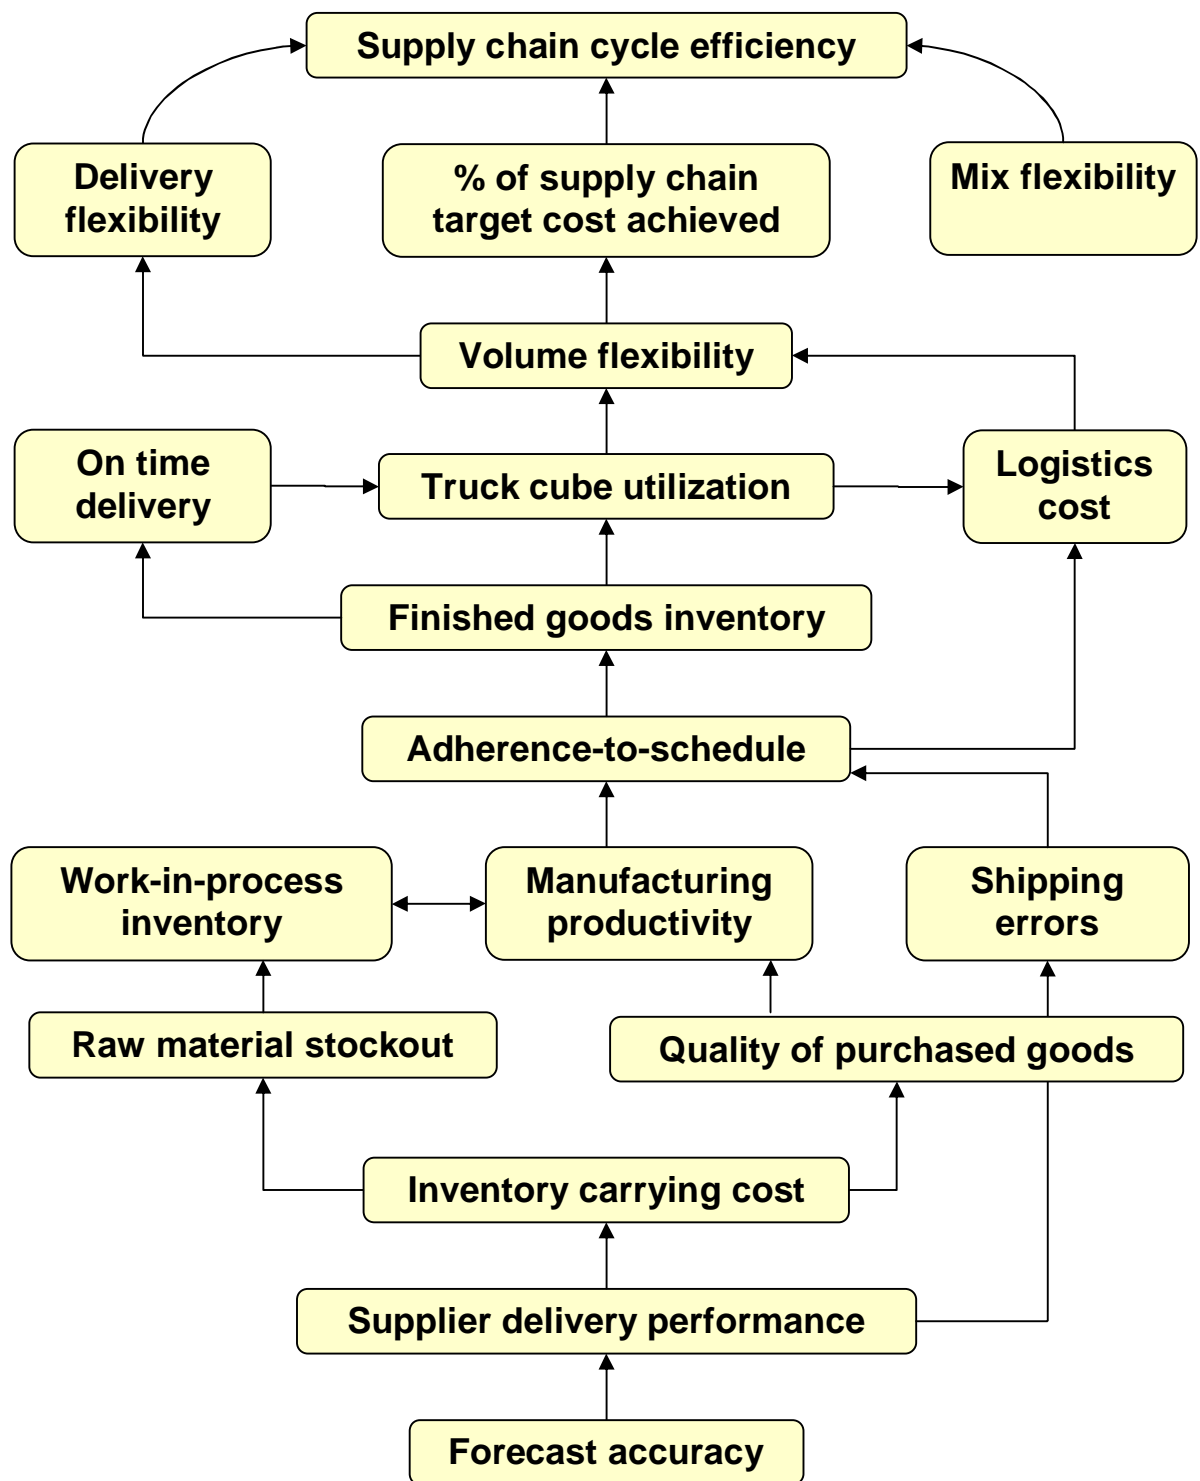 Supply chain cycle efficiency
Delivery
flexibility
% of supply chain
target cost achieved
Mix flexibility
Volume flexibility
On time
delivery
Truck cube utilization
Logistics
cost
Finished goods inventory
Adherence-to-schedule
Work-in-process
inventory
Manufacturing
productivity
Shipping
errors
Raw material stockout
Quality of purchased goods
Inventory carrying cost
Supplier delivery performance
Forecast accuracy